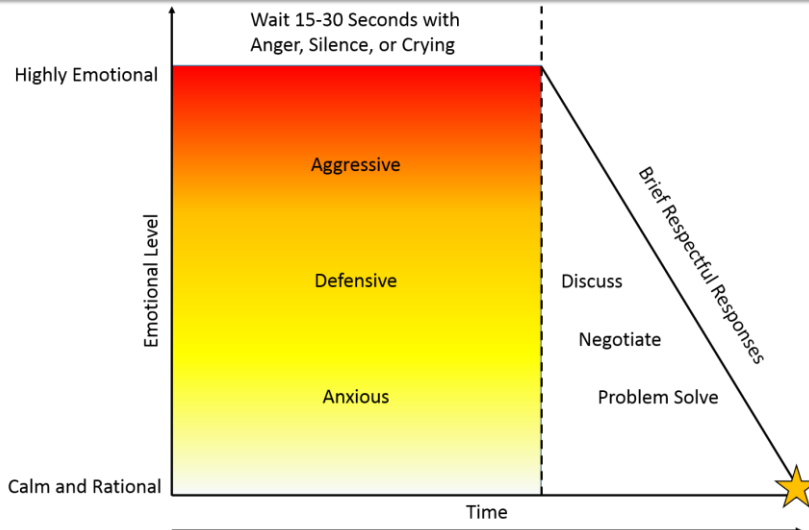 Wait 15-30 Seconds with
Anger, Silence, or Crying
Highly Emotional
Aggressive
Brief Respectful Responses
Emotional Level
Defensive
Discuss
Negotiate
Anxious
Problem Solve
Calm and Rational
Time